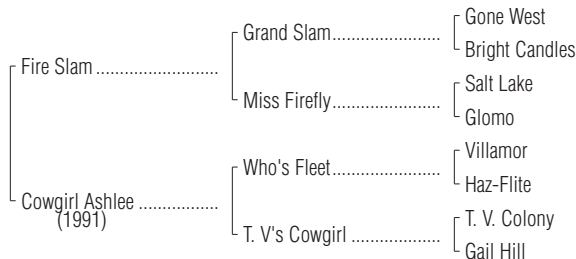 Gone West
Grand Slam
Bright Candles
Fire Slam
Salt Lake
Miss Firefly
Glomo
Villamor
Who's Fleet
Haz-Flite
Cowgirl Ashlee
(1991)
T. V. Colony
T. V's Cowgirl
Gail Hill